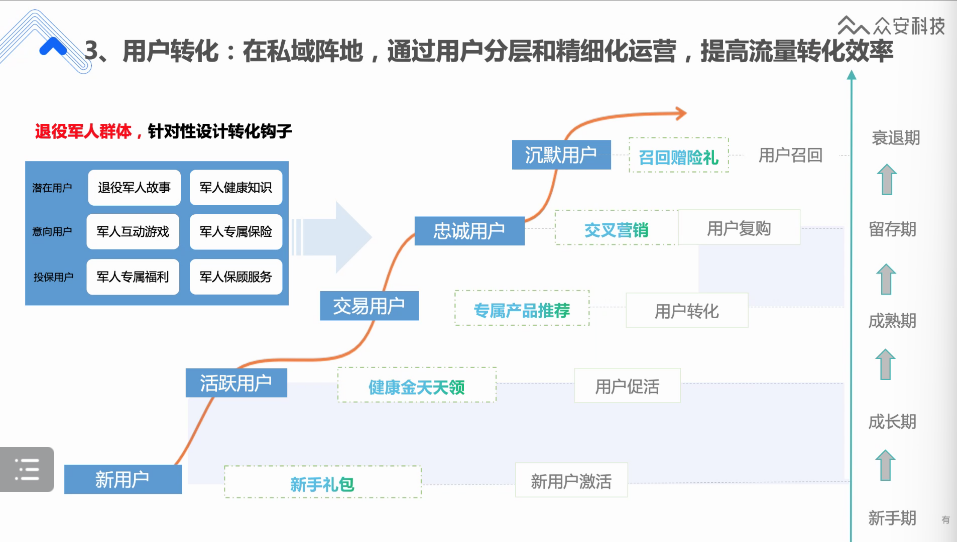 众安科技
3、用户转化：在私域阵地，通过用户分层和精细化运营，提高流量转化效率
退役军人群体，针对性设计转化钩子
潜在用户 退役军人故事 军人健康知识
意向用户 军人互动游戏 军人专属保险
投保用户 军人专属福利 军人保顾服务
衰退期
沉默用户 召回赠险礼 用户召回
留存期
忠诚用户 交叉营销 用户复购
交易用户 专属产品推荐 用户转化
成熟期
活跃用户 健康金天天领 用户促活
成长期
新用户 新手礼包 新用户激活
新手期
有